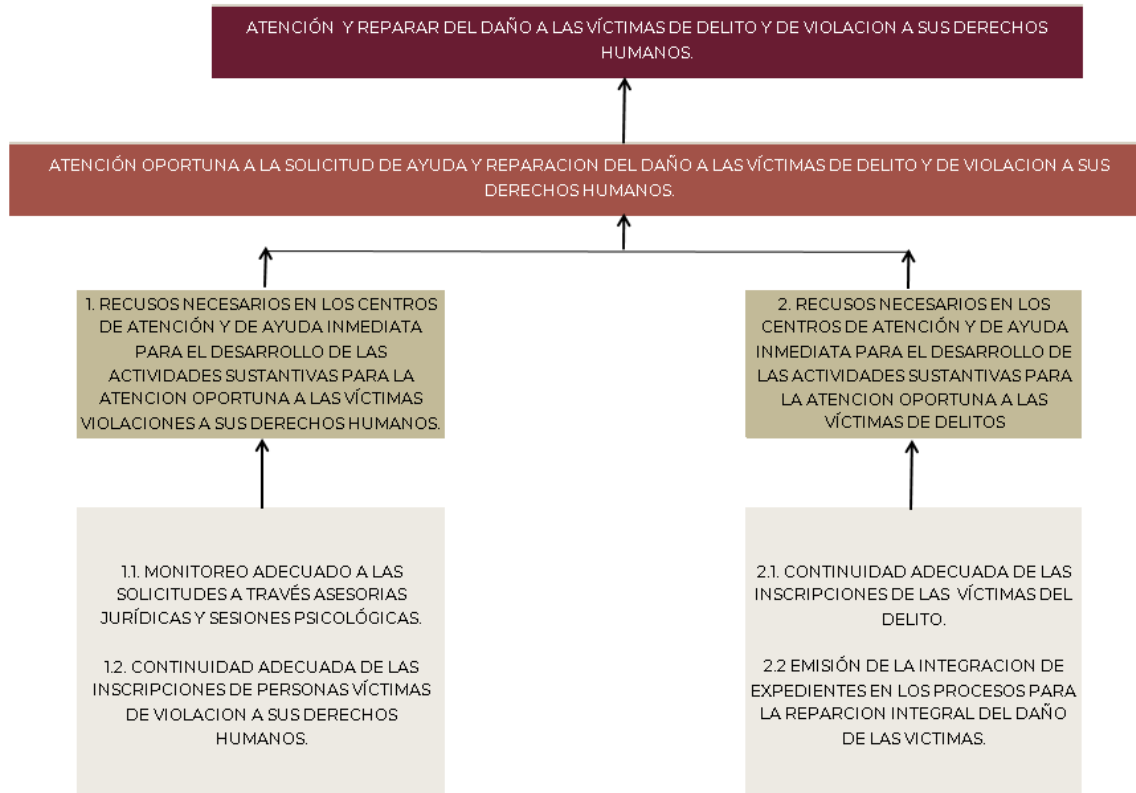 ATENCIÓN Y REPARAR DEL DAÑO A LAS VÍCTIMAS DE DELITO Y DE VIOLACION A SUS DERECHOS
HUMANOS.
ATENCIÓN OPORTUNA A LA SOLICITUD DE AYUDA Y REPARACION DEL DAÑO A LAS VÍCTIMAS DE DELITO Y DE VIOLACION A SUS
DERECHOS HUMANOS.
1. RECUSOS NECESARIOS EN LOS CENTROS
DE ATENCIÓN Y DE AYUDA INMEDIATA
PARA EL DESARROLLO DE LAS
ACTIVIDADES SUSTANTIVAS PARA LA
ATENCION OPORTUNA A LAS VÍCTIMAS
VIOLACIONES A SUS DERECHOS HUMANOS.
2. RECUSOS NECESARIOS EN LOS
CENTROS DE ATENCIÓN Y DE AYUDA
INMEDIATA PARA EL DESARROLLO DE
LAS ACTIVIDADES SUSTANTIVAS PARA
LA ATENCION OPORTUNA A LAS
VÍCTIMAS DE DELITOS
1.1. MONITOREO ADECUADO A LAS
SOLICITUDES A TRAVÉS ASESORIAS
JURÍDICAS Y SESIONES PSICOLÓGICAS.
1.2. CONTINUIDAD ADECUADA DE LAS
INSCRIPCIONES DE PERSONAS VÍCTIMAS
DE VIOLACION A SUS DERECHOS
HUMANOS.
2.1. CONTINUIDAD ADECUADA DE LAS
INSCRIPCIONES DE LAS VÍCTIMAS DEL
DELITO.
2.2 EMISIÓN DE LA INTEGRACION DE
EXPEDIENTES EN LOS PROCESOS PARA
LA REPARCION INTEGRAL DEL DAÑO
DE LAS VICTIMAS.